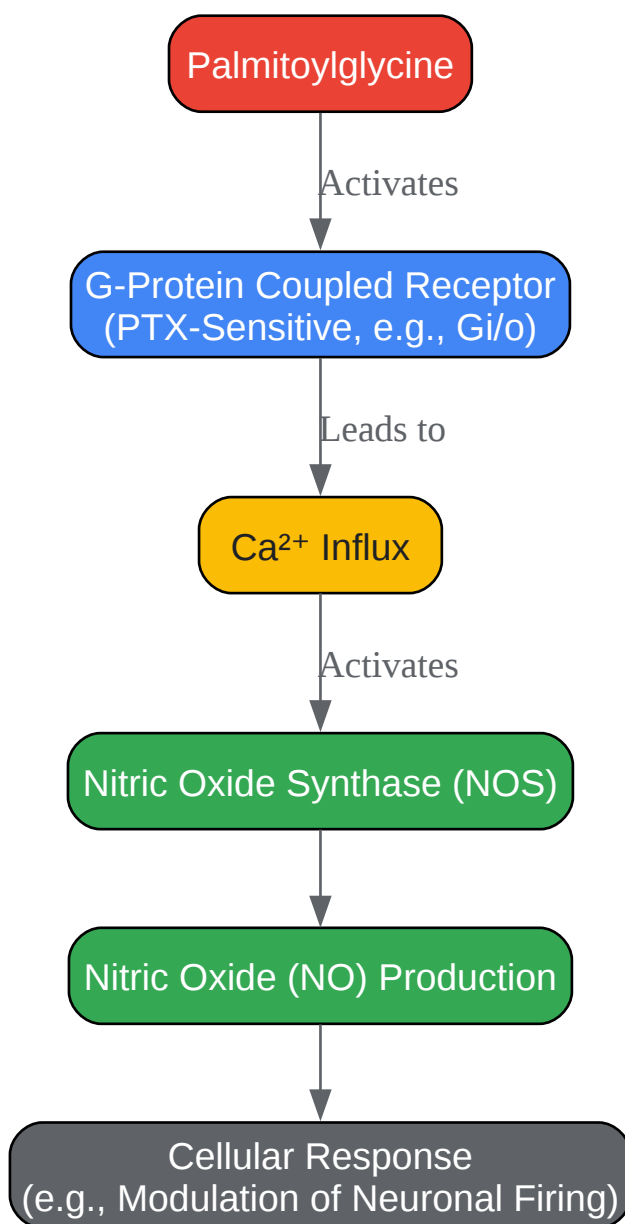 Palmitoylglycine
Activates
G-Protein Coupled Receptor
(PTX-Sensitive, e.g., Gi/o)
Leads to
Ca²⁺ Influx
Activates
Nitric Oxide Synthase (NOS)
Nitric Oxide (NO) Production
Cellular Response
(e.g., Modulation of Neuronal Firing)